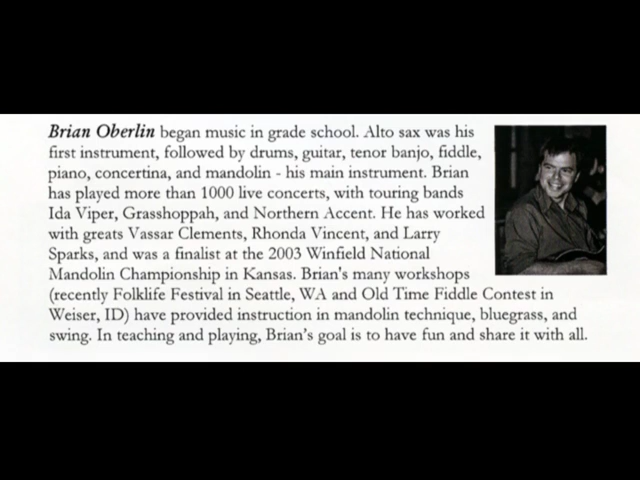 Brian Oberlin began music in grade school. Alto sax was his
first instrument, followed by drums, guitar, tenor banjo, fiddle,
piano, concertina, and mandolin - his main instrument. Brian
has played more than 1000 live concerts, with touring bands
Ida Viper, Grasshoppah, and Northern Accent. He has worked
with greats Vassar Clements, Rhonda Vincent, and Larry
Sparks, and was a finalist at the 2003 Winfield National
Mandolin Championship in Kansas. Brian's many workshops
(recently Folklife Festival in Seattle, WA and Old Time Fiddle Contest in
Weiser, ID) have provided instruction in mandolin technique, bluegrass, and
swing. In teaching and playing, Brian's goal is to have fun and share it with all.